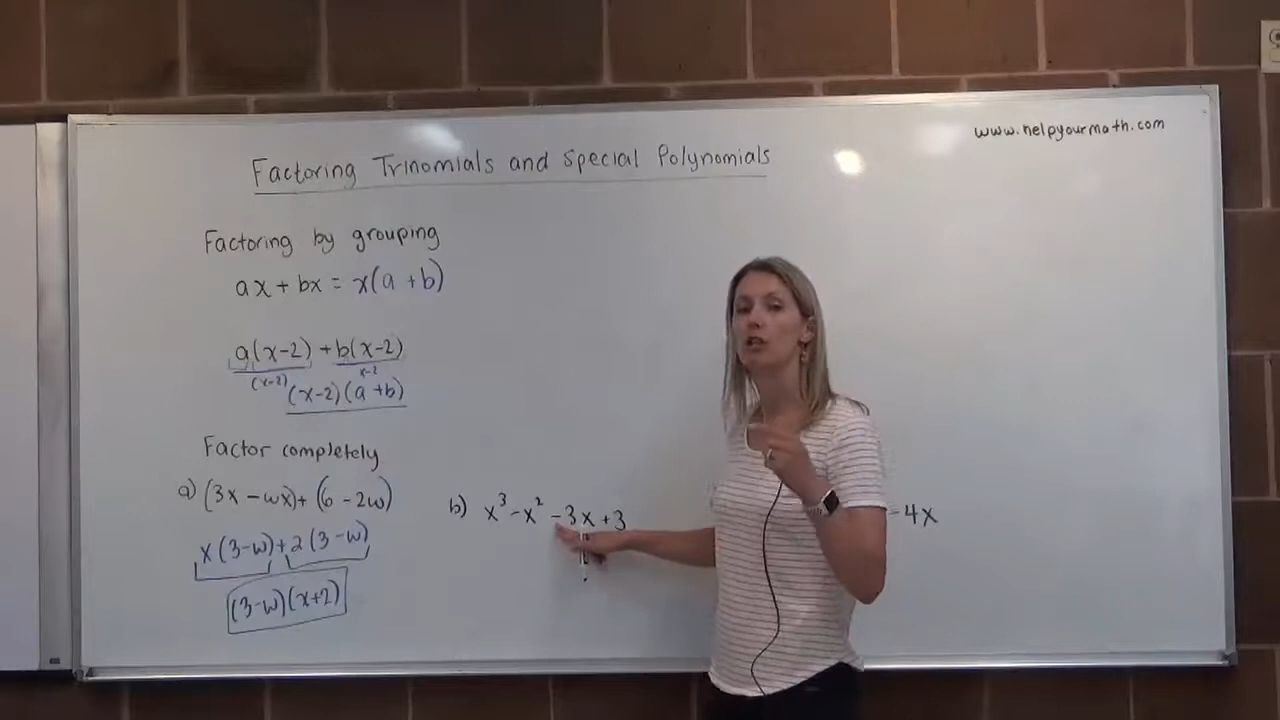 www.helpyourmath.com
Factoring Trinomials and Special Polynomials
Factoring by grouping
ax + bx = x(a + b)
a(x-2) + b(x-2)
(x-2) x-2
(x-2)(a + b)
Factor completely
a) (3x - wx) + (6 - 2w)
b) x³ - x² - 3x + 3
- 4x
x(3-w) + 2(3-w)
(3-w)(x+2)